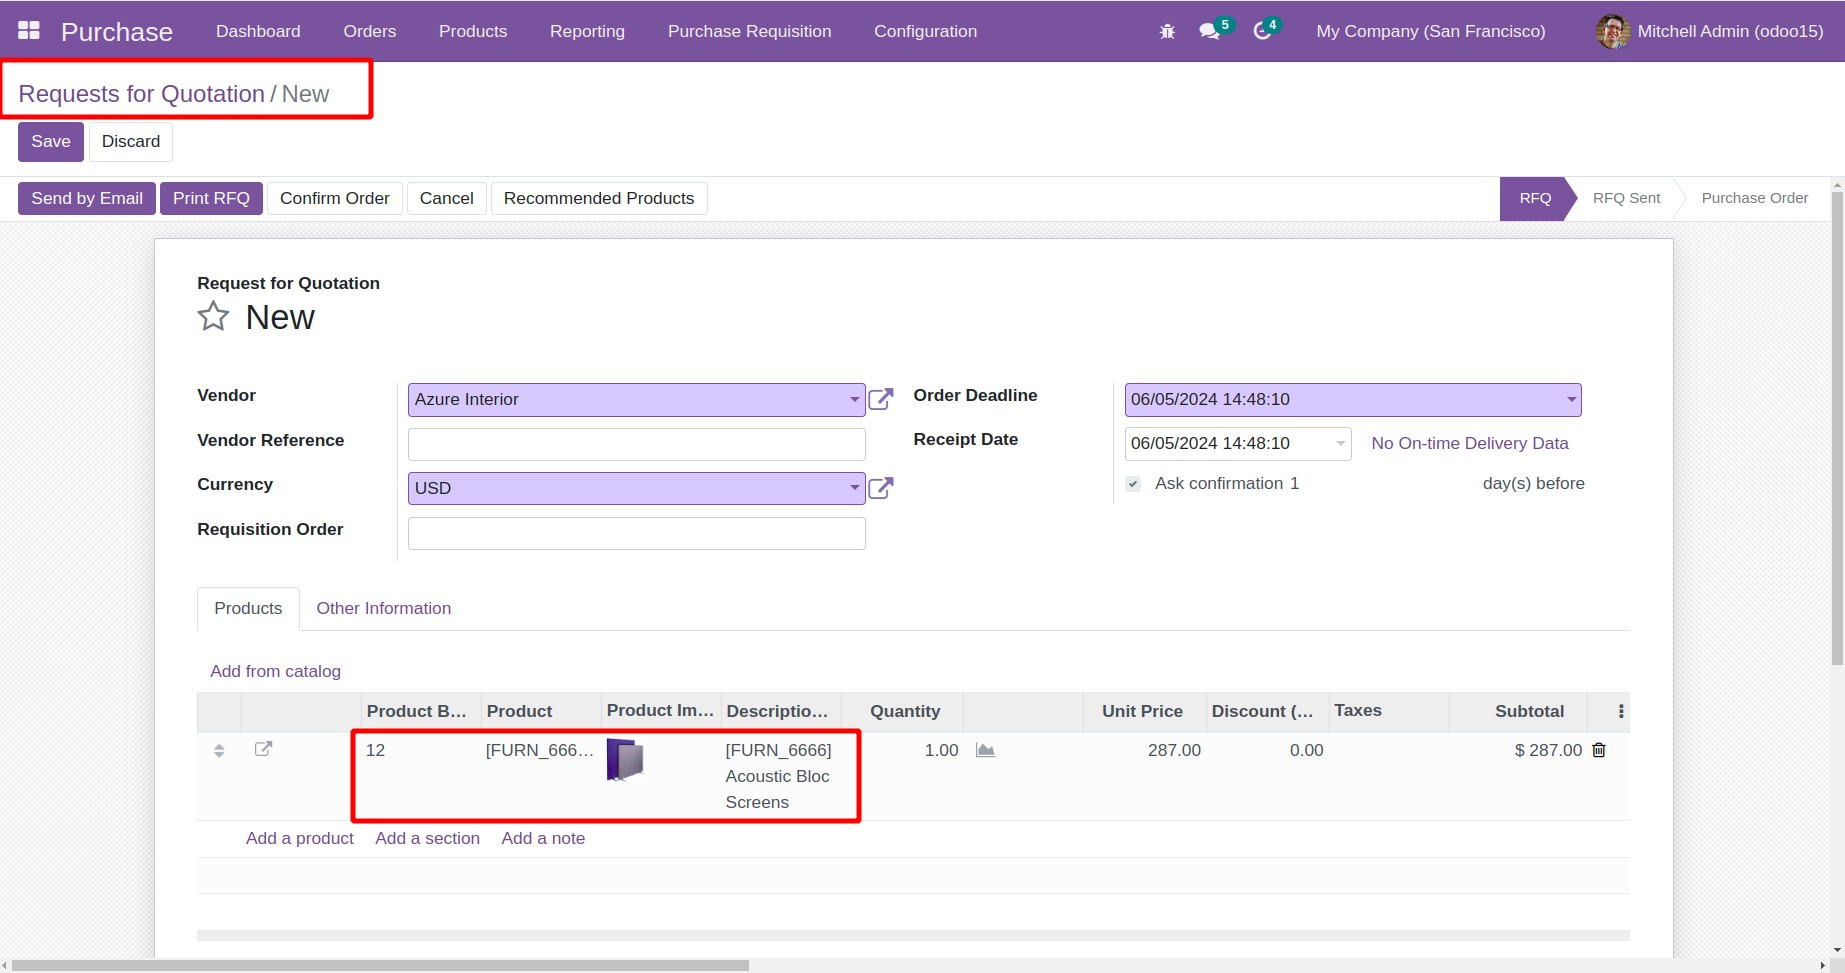 Purchase Dashboard Orders Products Reporting Purchase Requisition Configuration 5 4 My Company (San Francisco) Mitchell Admin (odoo15)
Requests for Quotation / New
Save Discard
Send by Email Print RFQ Confirm Order Cancel Recommended Products RFQ RFQ Sent Purchase Order
Request for Quotation
New
Vendor Azure Interior Order Deadline 06/05/2024 14:48:10
Vendor Reference Receipt Date 06/05/2024 14:48:10 No On-time Delivery Data
Currency USD Ask confirmation 1 day(s) before
Requisition Order
Products Other Information
Add from catalog
Product B... Product Product Im... Descriptio... Quantity Unit Price Discount (... Taxes Subtotal
12 [FURN_666... [FURN_6666] 1.00 287.00 0.00 $ 287.00
Acoustic Bloc
Screens
Add a product Add a section Add a note